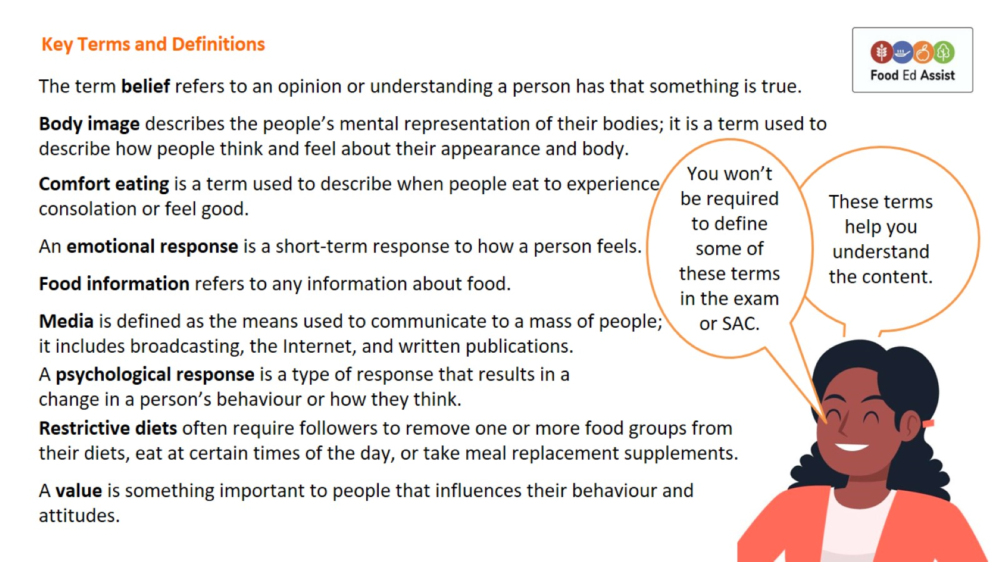 Key Terms and Definitions
Food Ed Assist
The term belief refers to an opinion or understanding a person has that something is true.
Body image describes the people’s mental representation of their bodies; it is a term used to
describe how people think and feel about their appearance and body.
Comfort eating is a term used to describe when people eat to experience
consolation or feel good.
An emotional response is a short-term response to how a person feels.
Food information refers to any information about food.
Media is defined as the means used to communicate to a mass of people;
it includes broadcasting, the Internet, and written publications.
A psychological response is a type of response that results in a
change in a person’s behaviour or how they think.
Restrictive diets often require followers to remove one or more food groups from
their diets, eat at certain times of the day, or take meal replacement supplements.
A value is something important to people that influences their behaviour and
attitudes.
You won’t
be required
to define
some of
these terms
in the exam
or SAC.
These terms
help you
understand
the content.